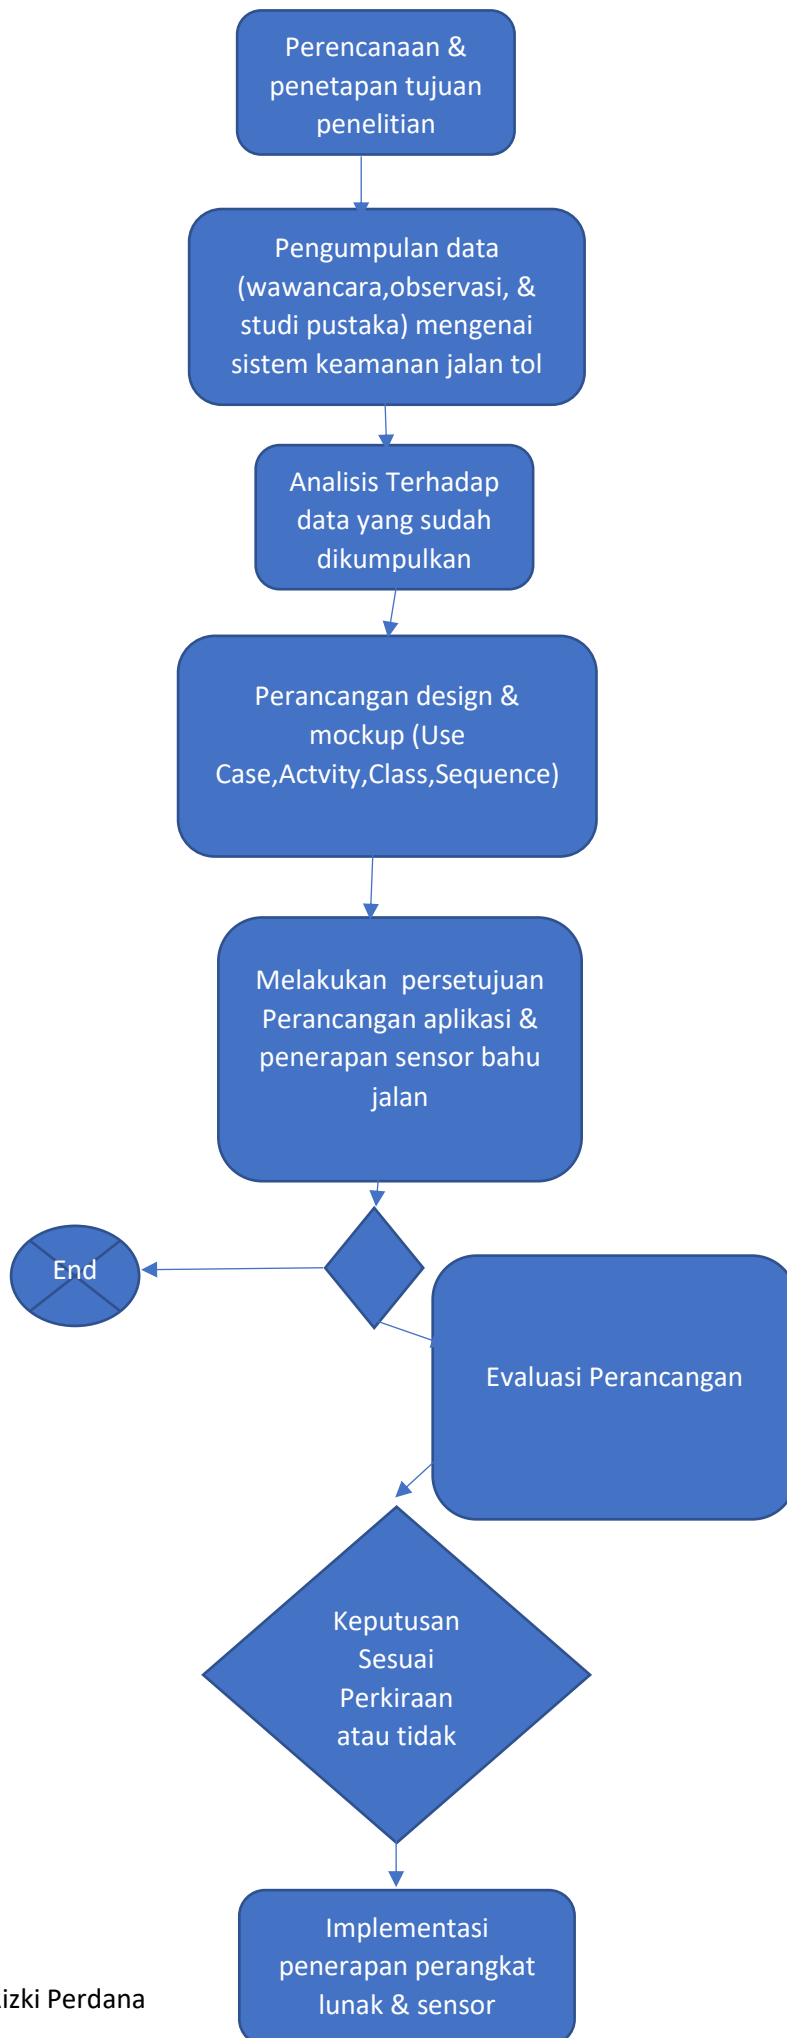 Perencanaan &
penetapan tujuan
penelitian
Pengumpulan data
(wawancara,observasi, &
studi pustaka) mengenai
sistem keamanan jalan tol
Analisis Terhadap
data yang sudah
dikumpulkan
Perancangan design &
mockup (Use
Case,Actvity,Class,Sequence)
Melakukan  persetujuan
Perancangan aplikasi &
penerapan sensor bahu
jalan
End
Evaluasi Perancangan
Keputusan
Sesuai
Perkiraan
atau tidak
Implementasi
penerapan perangkat
lunak & sensor
Perdana